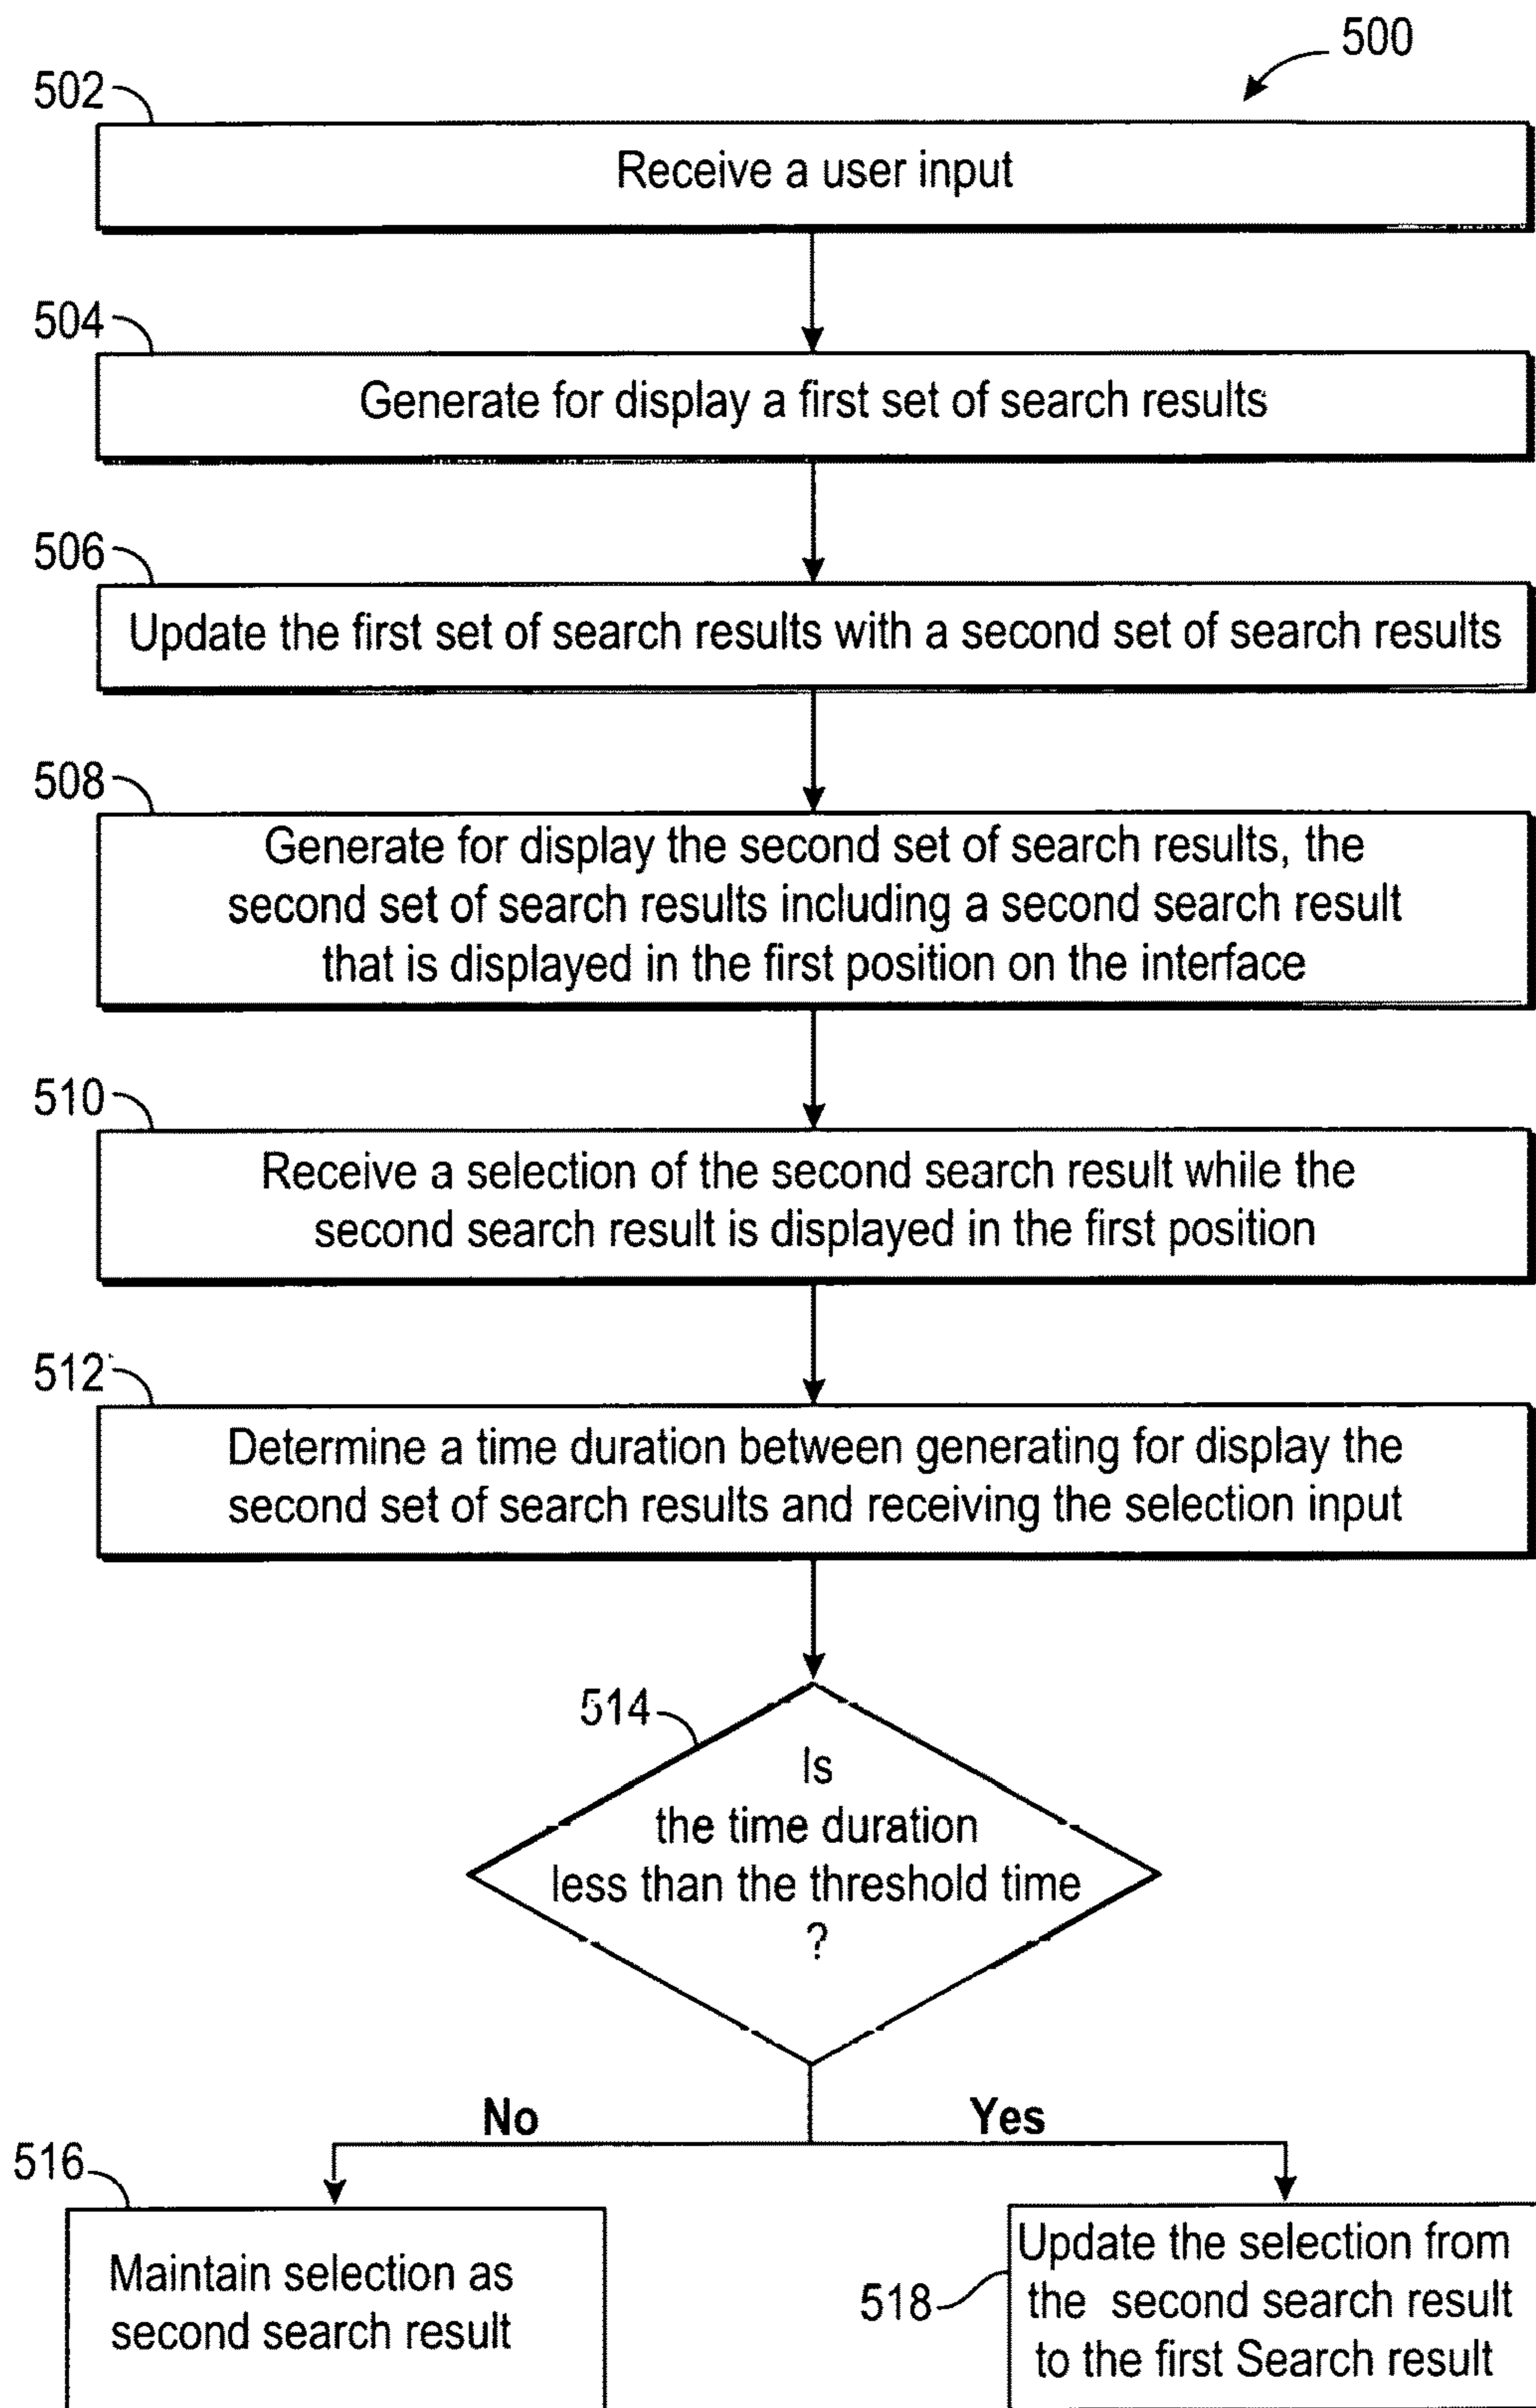 500
502
Receive a user input
504
Generate for display a first set of search results
506
Update the first set of search results with a second set of search results
508
Generate for display the second set of search results, the
second set of search results including a second search result
that is displayed in the first position on the interface
510
Receive a selection of the second search result while the
second search result is displayed in the first position
512
Determine a time duration between generating for display the
second set of search results and receiving the selection input
514
Is
the time duration
less than the threshold time
?
No
Yes
516
Maintain selection as
second search result
518
Update the selection from
the second search result
to the first Search result